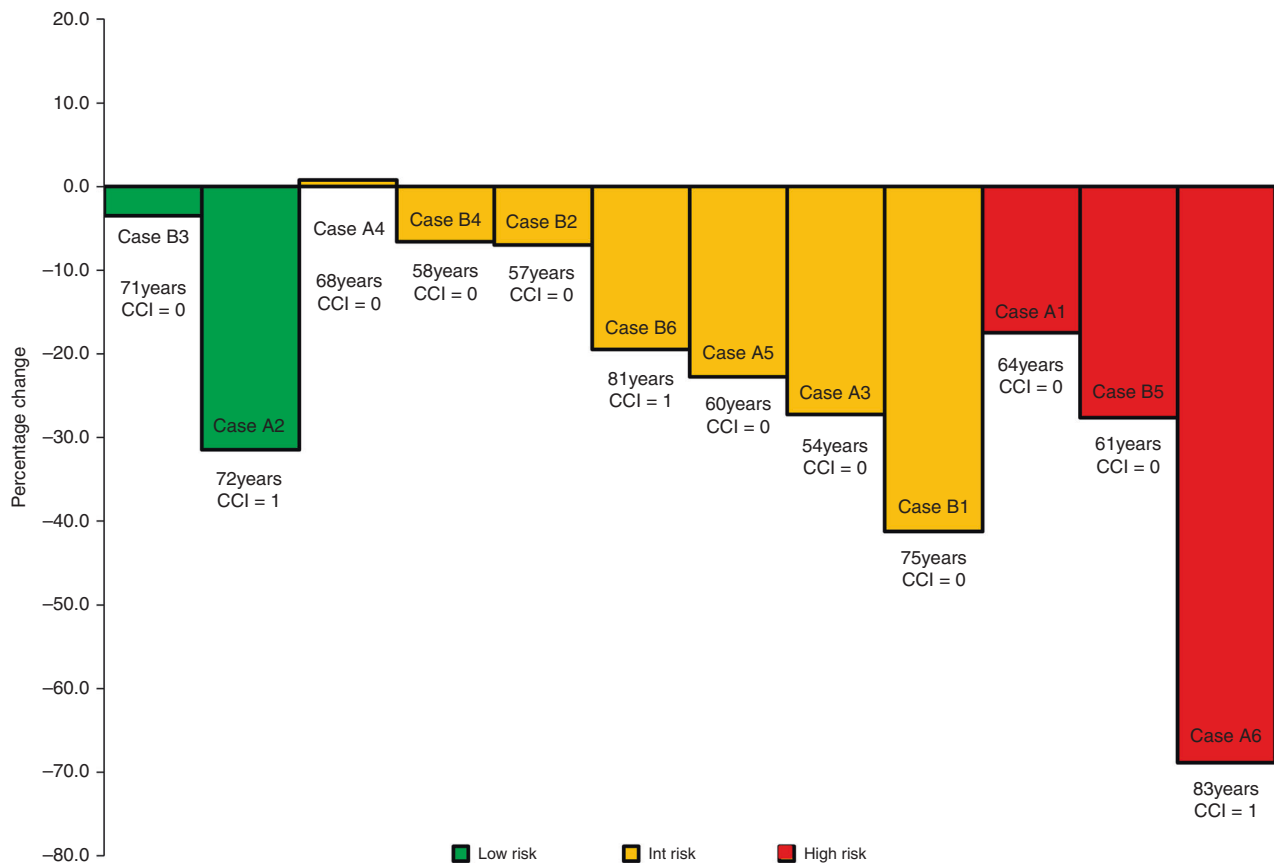 20.0
10.0
0.0
–10.0
–20.0
–30.0
–40.0
–50.0
–60.0
–70.0
–80.0
Percentage change
Case B3
71years
CCI = 0
Case A2
72years
CCI = 1
Case A4
68years
CCI = 0
Case B4
58years
CCI = 0
Case B2
57years
CCI = 0
Case B6
81years
CCI = 1
Case A5
60years
CCI = 0
Case A3
54years
CCI = 0
Case B1
75years
CCI = 0
Case A1
64years
CCI = 0
Case B5
61years
CCI = 0
Case A6
83years
CCI = 1
Low risk
Int risk
High risk